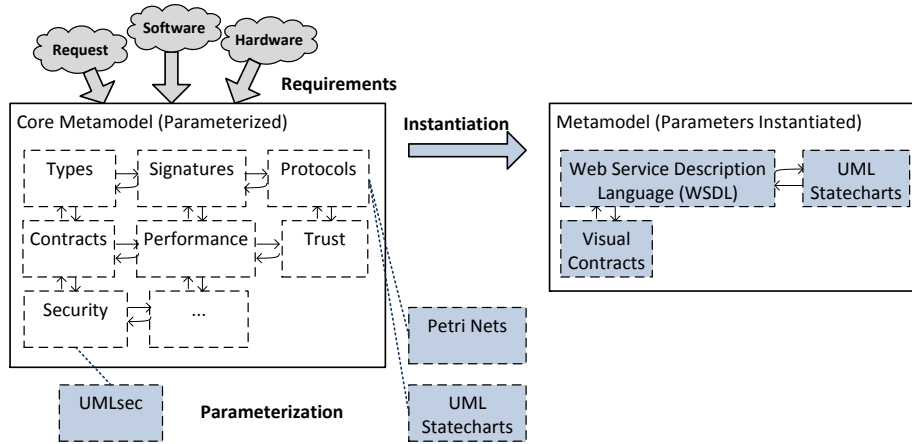 Request
Software
Hardware
Requirements
Core Metamodel (Parameterized)
Types
Signatures
Protocols
Contracts
Performance
Trust
Security
...
Instantiation
Metamodel (Parameters Instantiated)
Web Service Description
Language (WSDL)
UML
Statecharts
Visual
Contracts
Petri Nets
UMLsec
Parameterization
UML
Statecharts